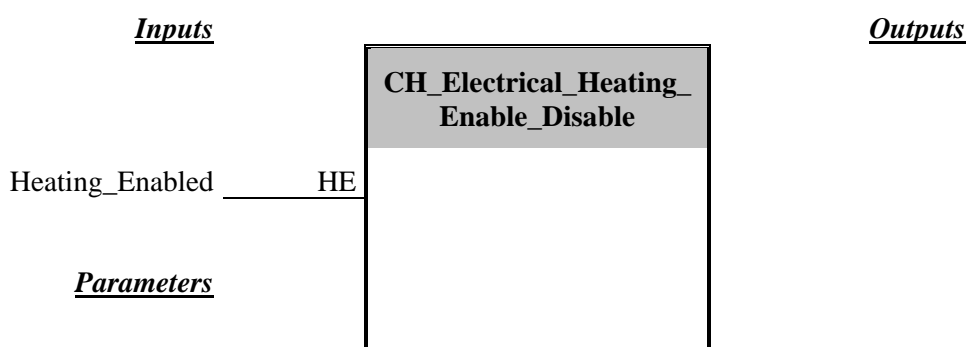 Inputs
Outputs
CH_Electrical_Heating_
Enable_Disable
Heating_Enabled HE
Parameters